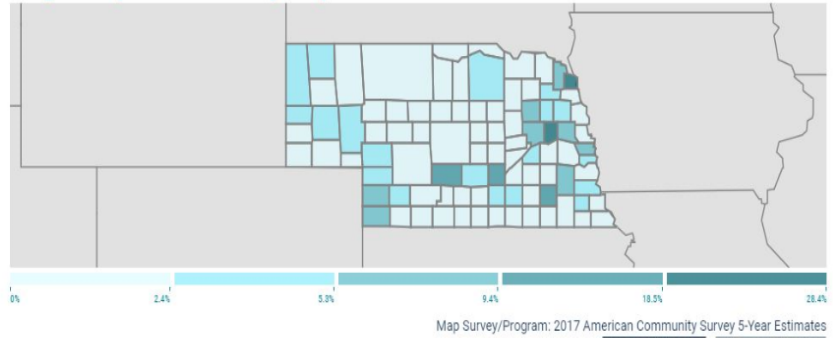 0% 2.4% 5.3% 9.4% 18.3% 28.4%
Map Survey/Program: 2017 American Community Survey 5-Year Estimates